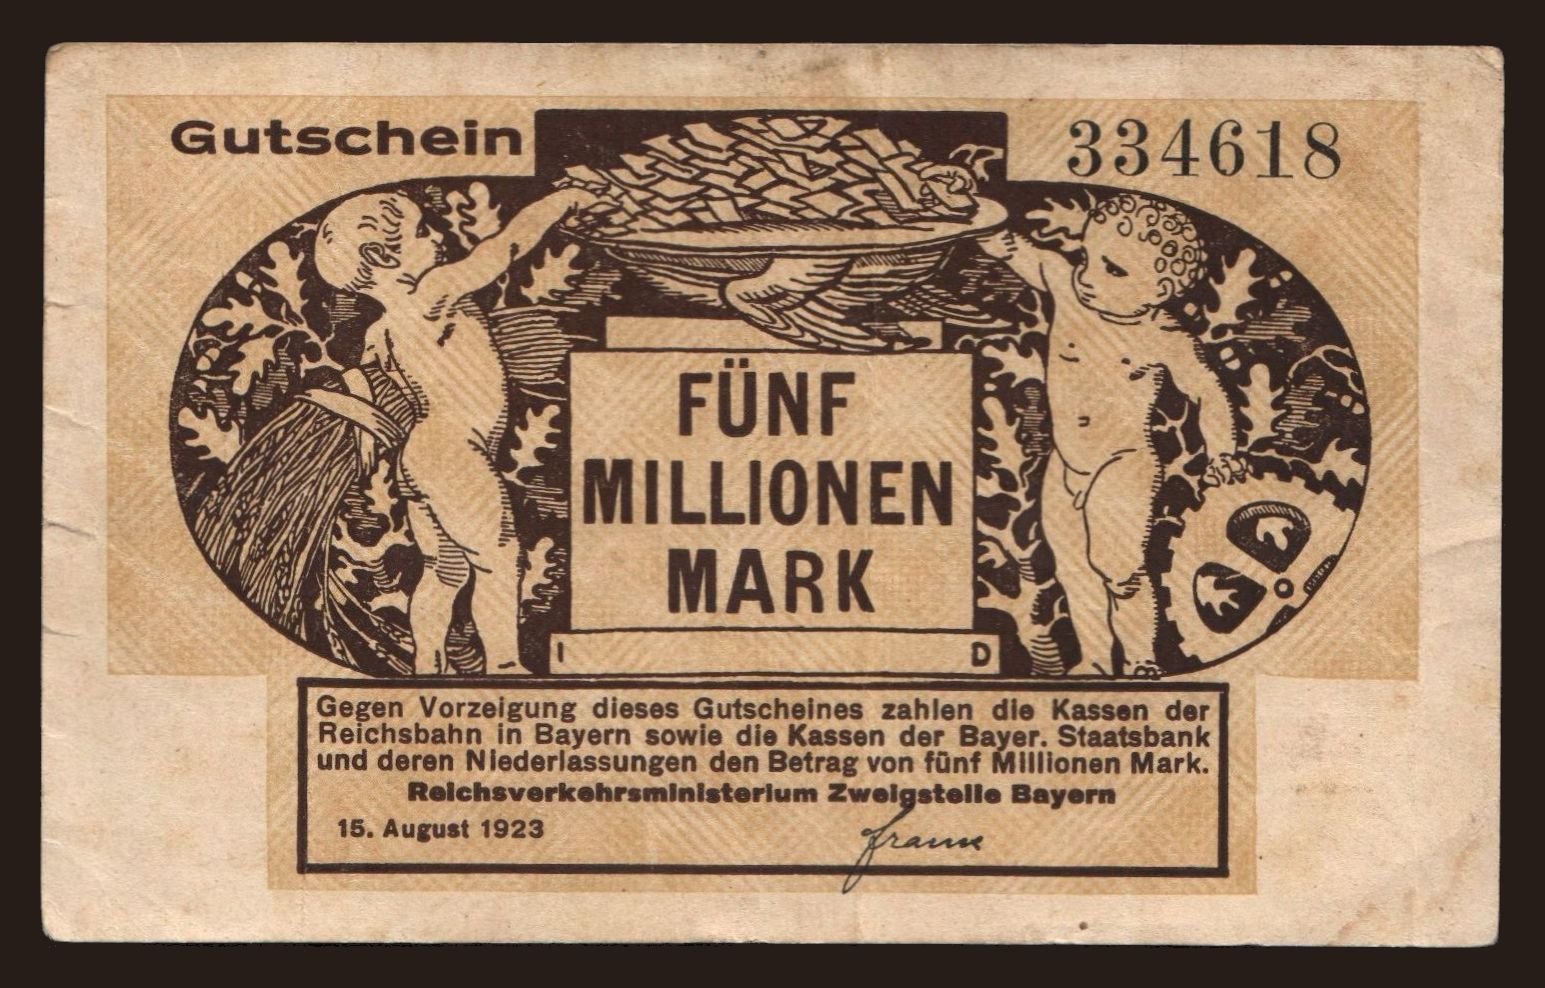 Gutschein
334618
FÜNF
MILLIONEN
MARK
I D
Gegen Vorzeigung dieses Gutscheines zahlen die Kassen der
Reichsbahn in Bayern sowie die Kassen der Bayer. Staatsbank
und deren Niederlassungen den Betrag von fünf Millionen Mark.
Reichsverkehrsministerium Zweigstelle Bayern
15. August 1923